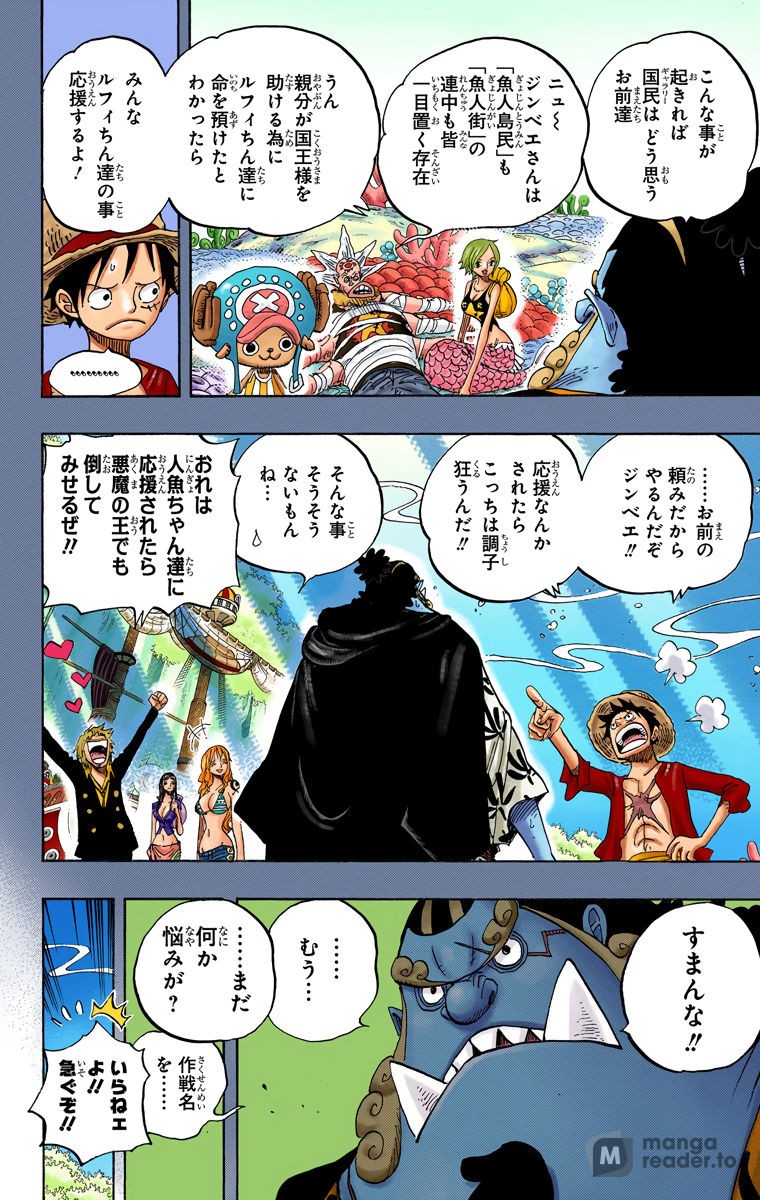 こんな事が
起きれば
国民はどう思う
お前達
ニュ〜
ジンベエさんは
「魚人島民」も
「魚人街」の
連中も皆
一目置く存在
うん
親分が国王様を
助ける為に
ルフィちん達に
命を預けたと
わかったら
みんな
ルフィちん達の事
応援するよ!
…………
……お前の
頼みだから
やるんだぞ
ジンベエ!!
応援なんか
されたら
こっちは調子
狂うんだ!!
そんな事
そうそう
ないもん
ね…
おれは
人魚ちゃん達に
応援されたら
悪魔の王でも
倒して
みせるぜ!!
すまんな!!
……
むう…
……まだ
何か
悩みが?
作戦名
を……
いらねェ
よ!!
急ぐぞ!!
manga
reader.to